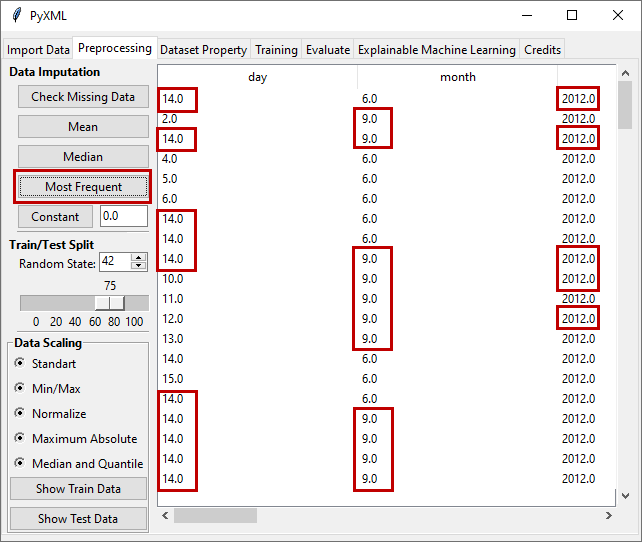 PyXML
Import Data Preprocessing Dataset Property Training Evaluate Explainable Machine Learning Credits
Data Imputation
Check Missing Data
Mean
Median
Most Frequent
Constant 0.0
Train/Test Split
Random State: 42
75
0 20 40 60 80 100
Data Scaling
Standart
Min/Max
Normalize
Maximum Absolute
Median and Quantile
Show Train Data
Show Test Data
day month
14.0 6.0 2012.0
2.0 9.0 2012.0
14.0 9.0 2012.0
4.0 6.0 2012.0
5.0 6.0 2012.0
6.0 6.0 2012.0
14.0 6.0 2012.0
14.0 6.0 2012.0
14.0 9.0 2012.0
10.0 9.0 2012.0
11.0 9.0 2012.0
12.0 9.0 2012.0
13.0 9.0 2012.0
14.0 6.0 2012.0
15.0 6.0 2012.0
14.0 6.0 2012.0
14.0 9.0 2012.0
14.0 9.0 2012.0
14.0 9.0 2012.0
14.0 9.0 2012.0